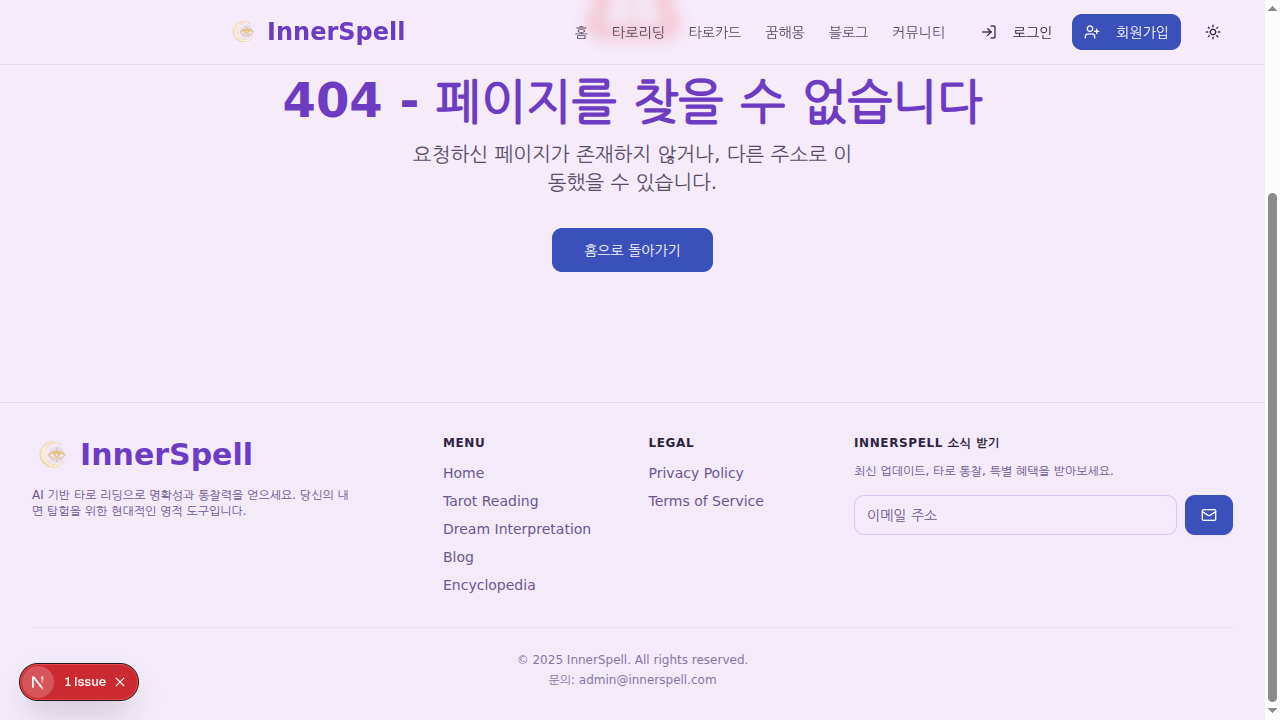 InnerSpell
홈
타로리딩
타로카드
꿈해몽
블로그
커뮤니티
로그인
회원가입
404 - 페이지를 찾을 수 없습니다
요청하신 페이지가 존재하지 않거나, 다른 주소로 이
동했을 수 있습니다.
홈으로 돌아가기
InnerSpell
AI 기반 타로 리딩으로 명확성과 통찰력을 얻으세요. 당신의 내
면 탐험을 위한 현대적인 영적 도구입니다.
MENU
Home
Tarot Reading
Dream Interpretation
Blog
Encyclopedia
LEGAL
Privacy Policy
Terms of Service
INNERSPELL 소식 받기
최신 업데이트, 타로 통찰, 특별 혜택을 받아보세요.
이메일 주소
© 2025 InnerSpell. All rights reserved.
문의: admin@innerspell.com
N
1 Issue